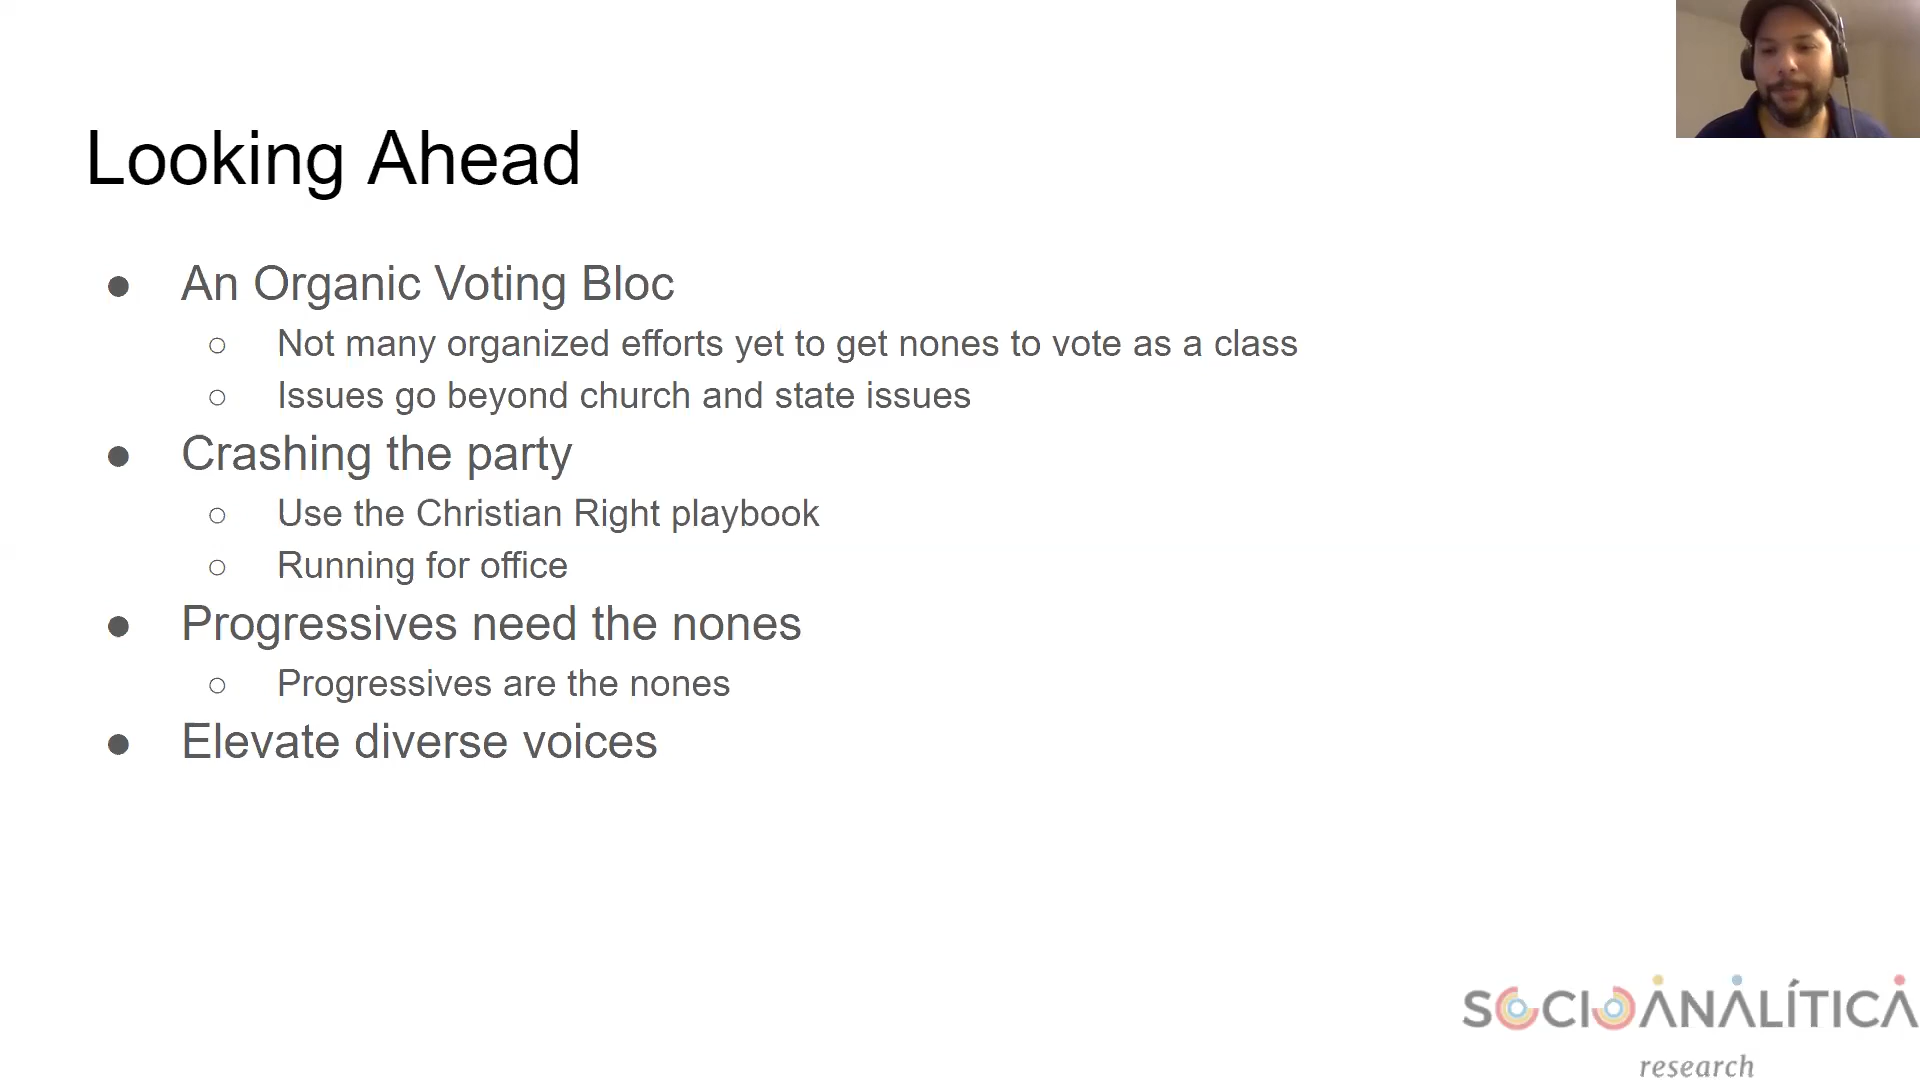 Looking Ahead
● An Organic Voting Bloc
○ Not many organized efforts yet to get nones to vote as a class
○ Issues go beyond church and state issues
● Crashing the party
○ Use the Christian Right playbook
○ Running for office
● Progressives need the nones
○ Progressives are the nones
● Elevate diverse voices
SOCIOANALÍTICA
research